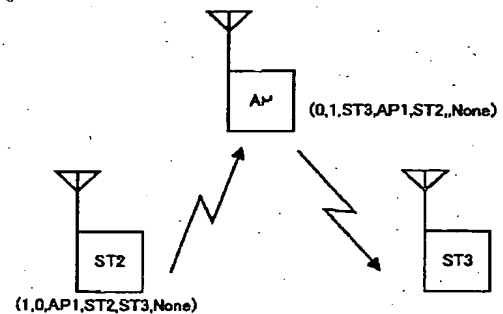 AP
(0,1,ST3,AP1,ST2,,None)
ST2
ST3
(1,0,AP1,ST2,ST3,None)